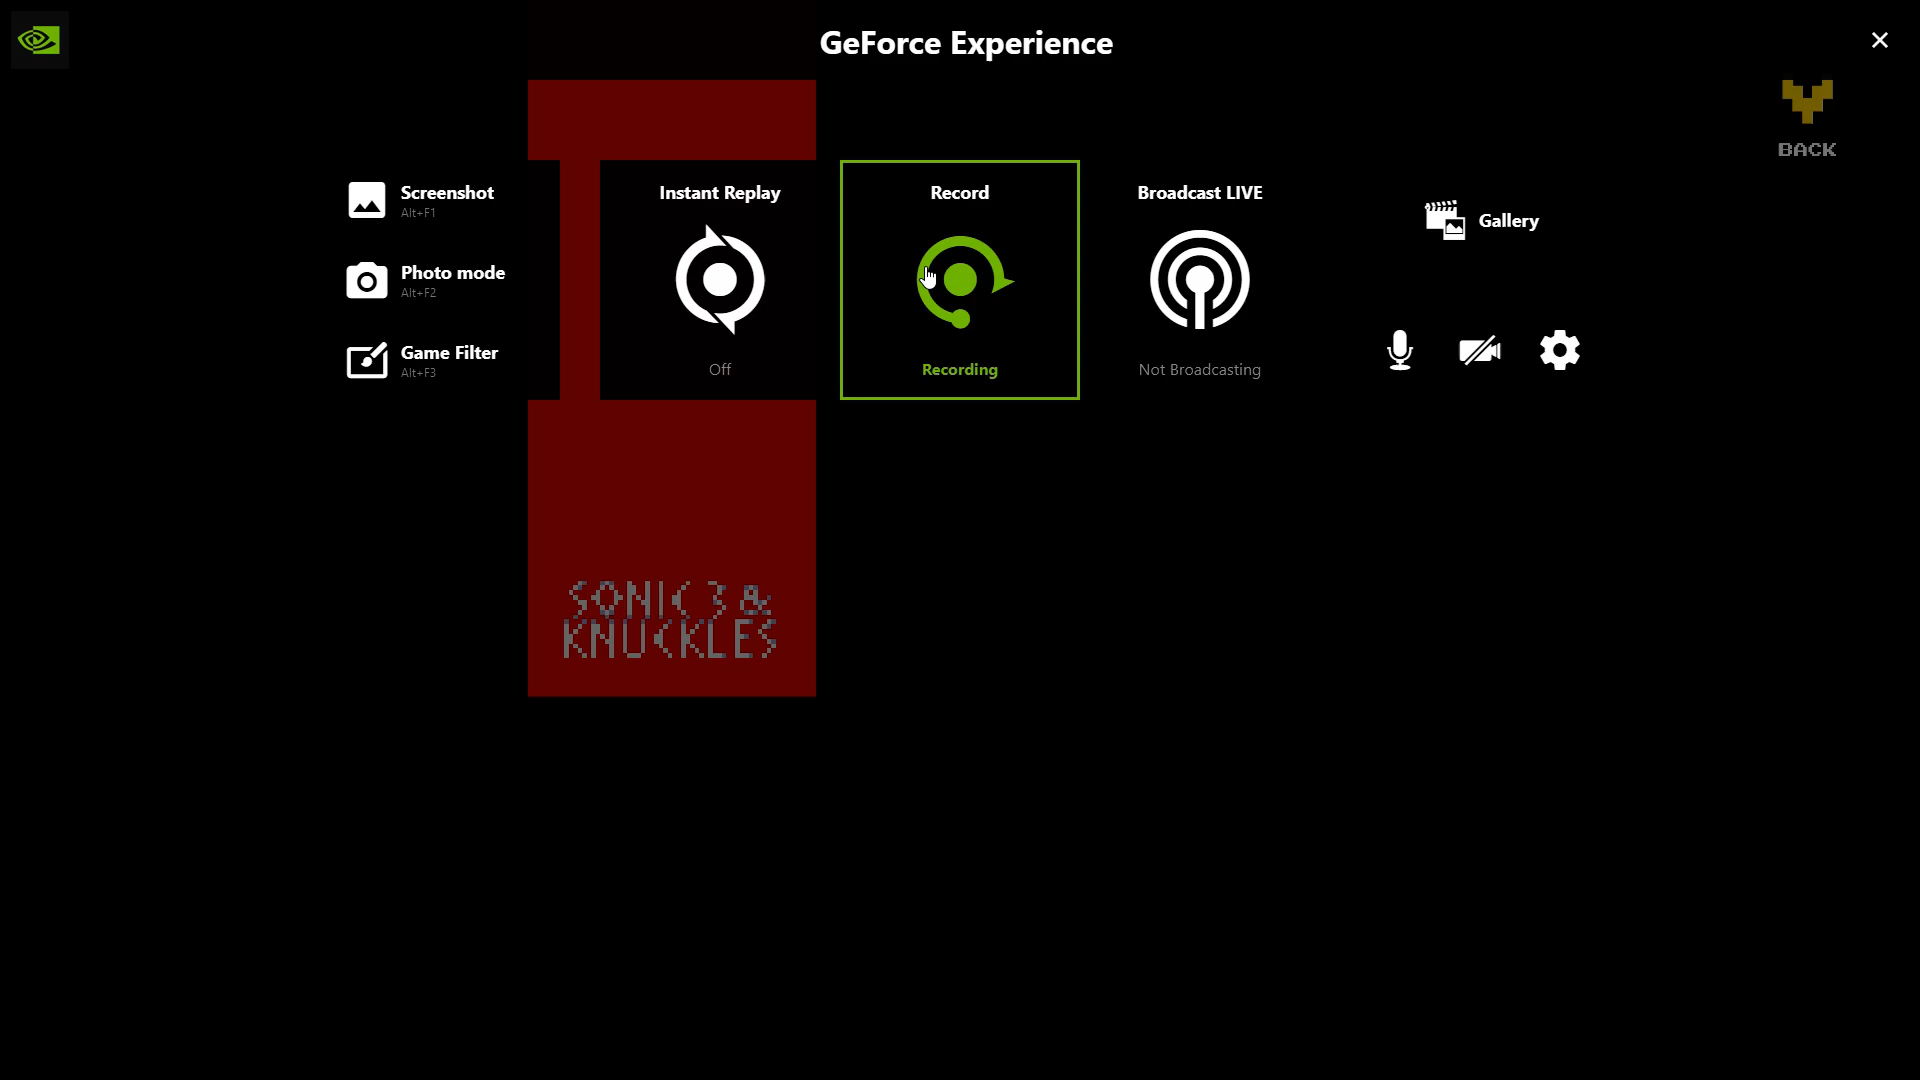 GeForce Experience
BACK
Screenshot
Alt+F1
Photo mode
Alt+F2
Game Filter
Alt+F3
Instant Replay
Off
Record
Recording
Broadcast LIVE
Not Broadcasting
Gallery
SONIC 3 &
KNUCKLES